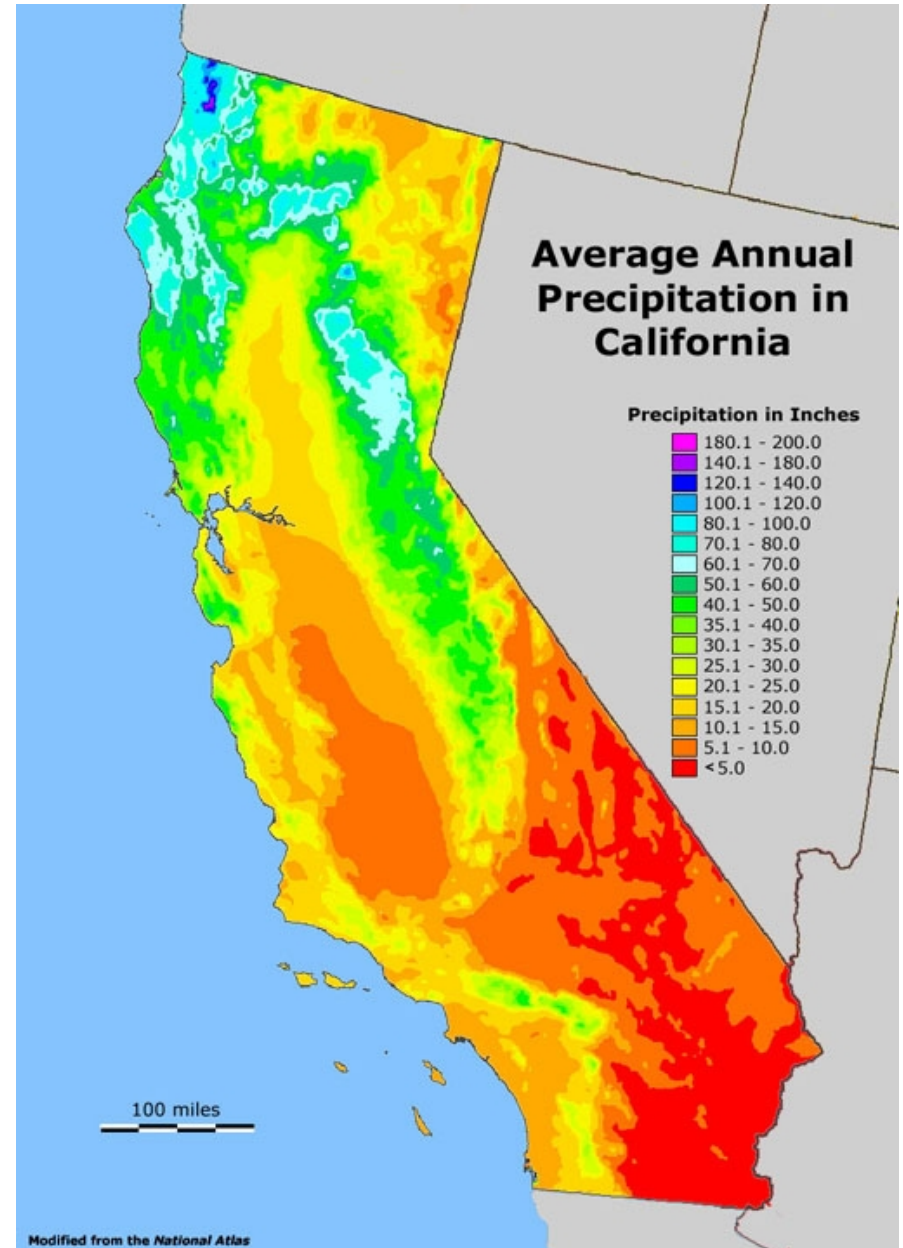 Average Annual
Precipitation in
California
Precipitation in Inches
180.1 - 200.0
140.1 - 180.0
120.1 - 140.0
100.1 - 120.0
80.1 - 100.0
70.1 - 80.0
60.1 - 70.0
50.1 - 60.0
40.1 - 50.0
35.1 - 40.0
30.1 - 35.0
25.1 - 30.0
20.1 - 25.0
15.1 - 20.0
10.1 - 15.0
5.1 - 10.0
<5.0
100 miles
Modified from the National Atlas